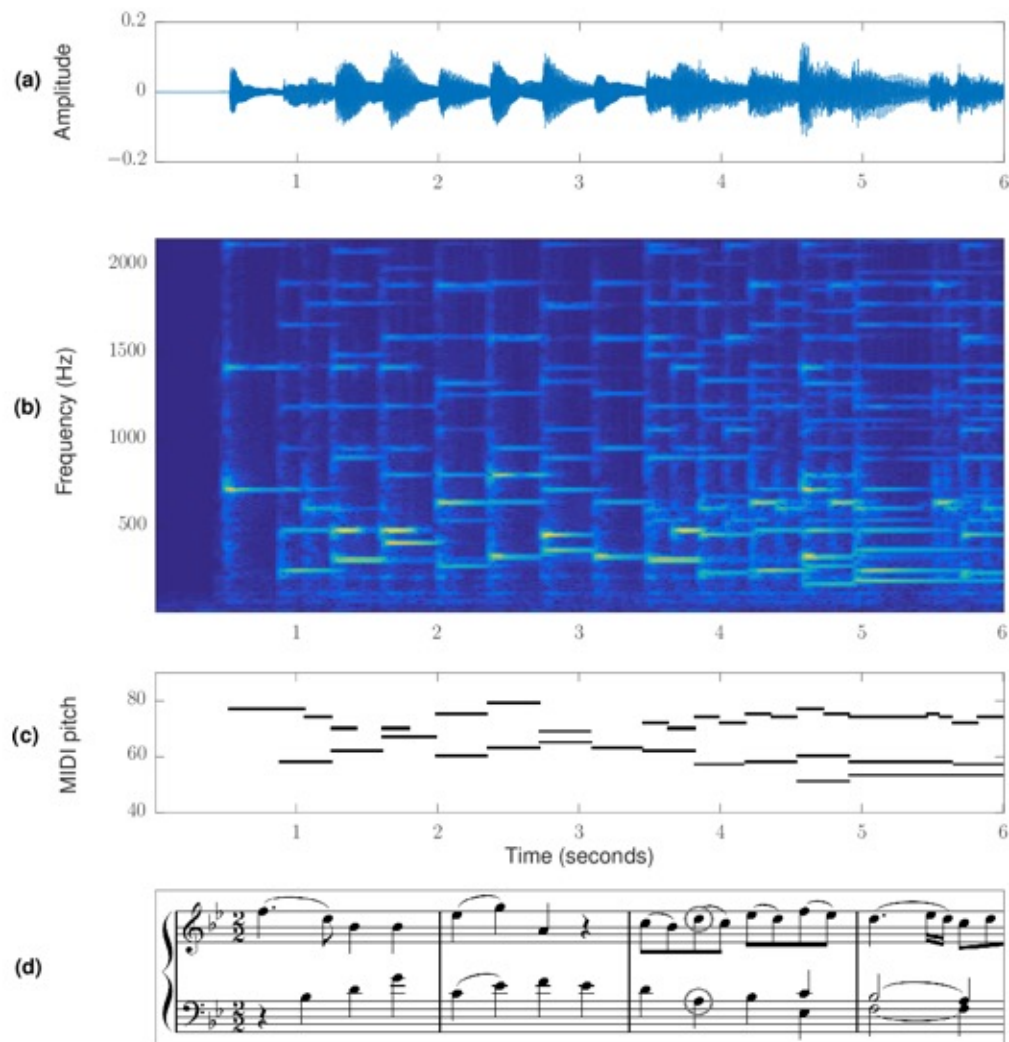 (a)
Amplitude
0.2
0
−0.2
1 2 3 4 5 6
(b)
Frequency (Hz)
2000
1500
1000
500
1 2 3 4 5 6
(c)
MIDI pitch
80
60
40
1 2 3 4 5 6
Time (seconds)
(d)
2
2
2
2